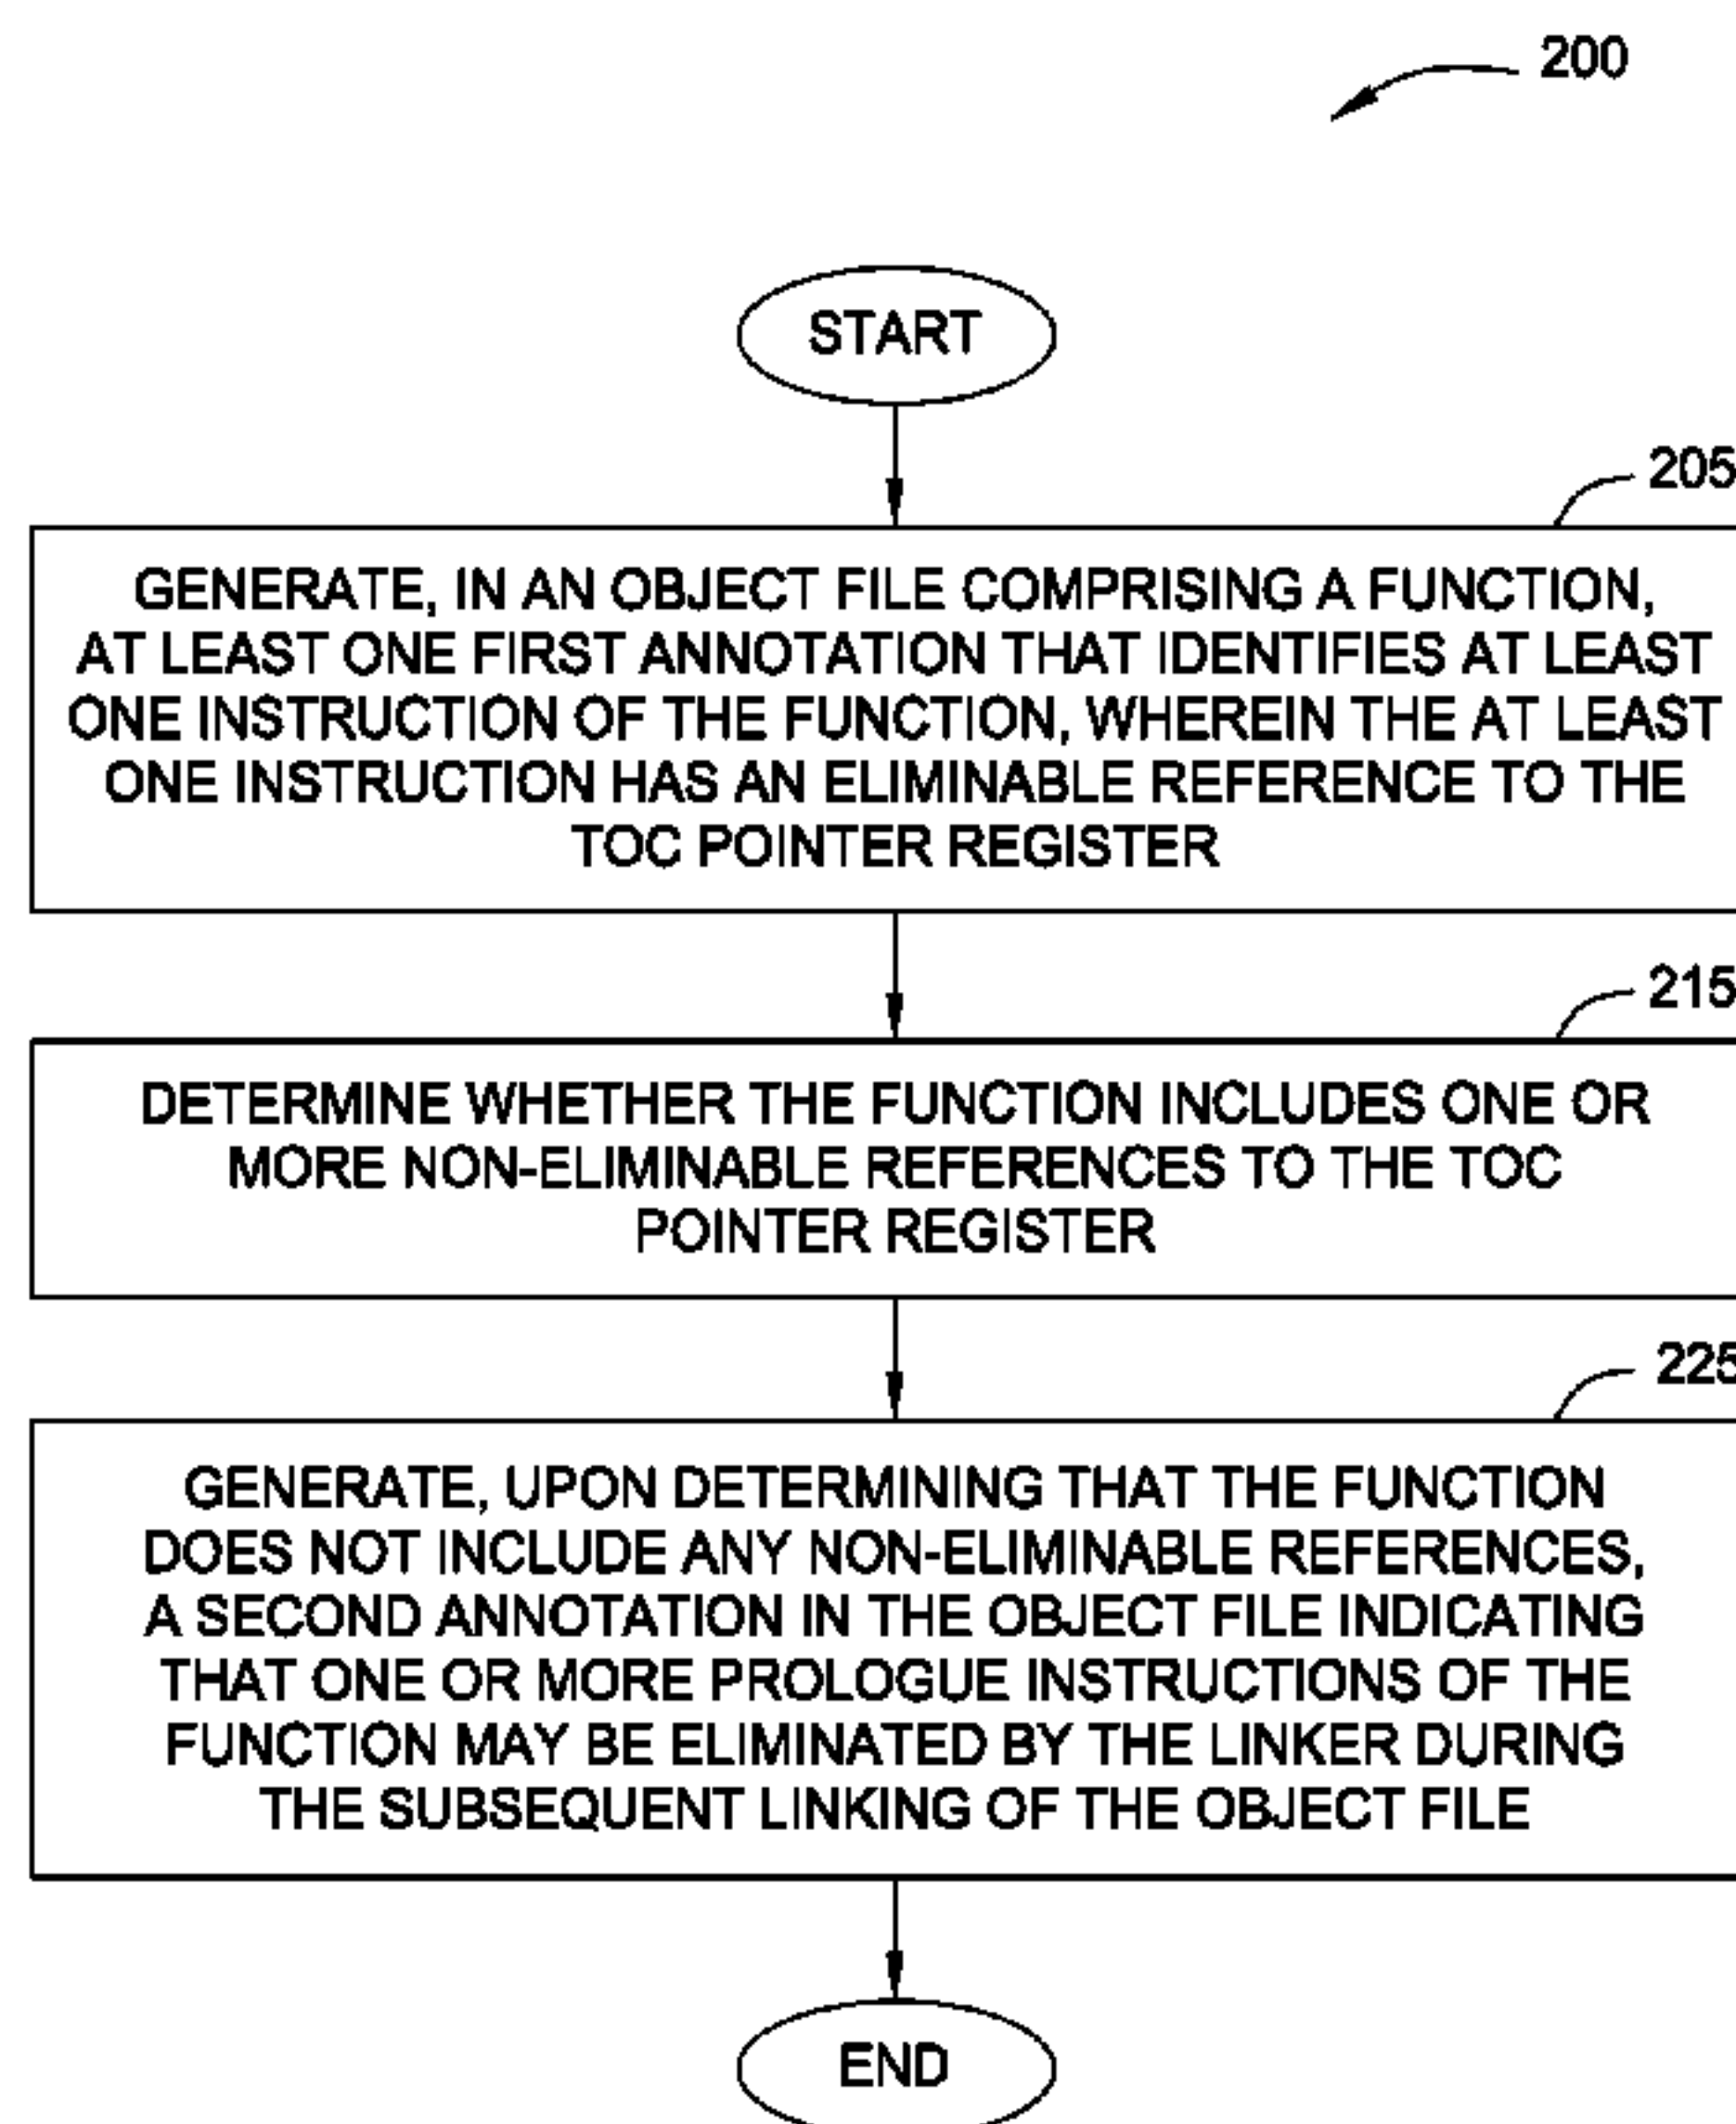 200
START
205
GENERATE, IN AN OBJECT FILE COMPRISING A FUNCTION,
AT LEAST ONE FIRST ANNOTATION THAT IDENTIFIES AT LEAST
ONE INSTRUCTION OF THE FUNCTION, WHEREIN THE AT LEAST
ONE INSTRUCTION HAS AN ELIMINABLE REFERENCE TO THE
TOC POINTER REGISTER
215
DETERMINE WHETHER THE FUNCTION INCLUDES ONE OR
MORE NON-ELIMINABLE REFERENCES TO THE TOC
POINTER REGISTER
225
GENERATE, UPON DETERMINING THAT THE FUNCTION
DOES NOT INCLUDE ANY NON-ELIMINABLE REFERENCES,
A SECOND ANNOTATION IN THE OBJECT FILE INDICATING
THAT ONE OR MORE PROLOGUE INSTRUCTIONS OF THE
FUNCTION MAY BE ELIMINATED BY THE LINKER DURING
THE SUBSEQUENT LINKING OF THE OBJECT FILE
END